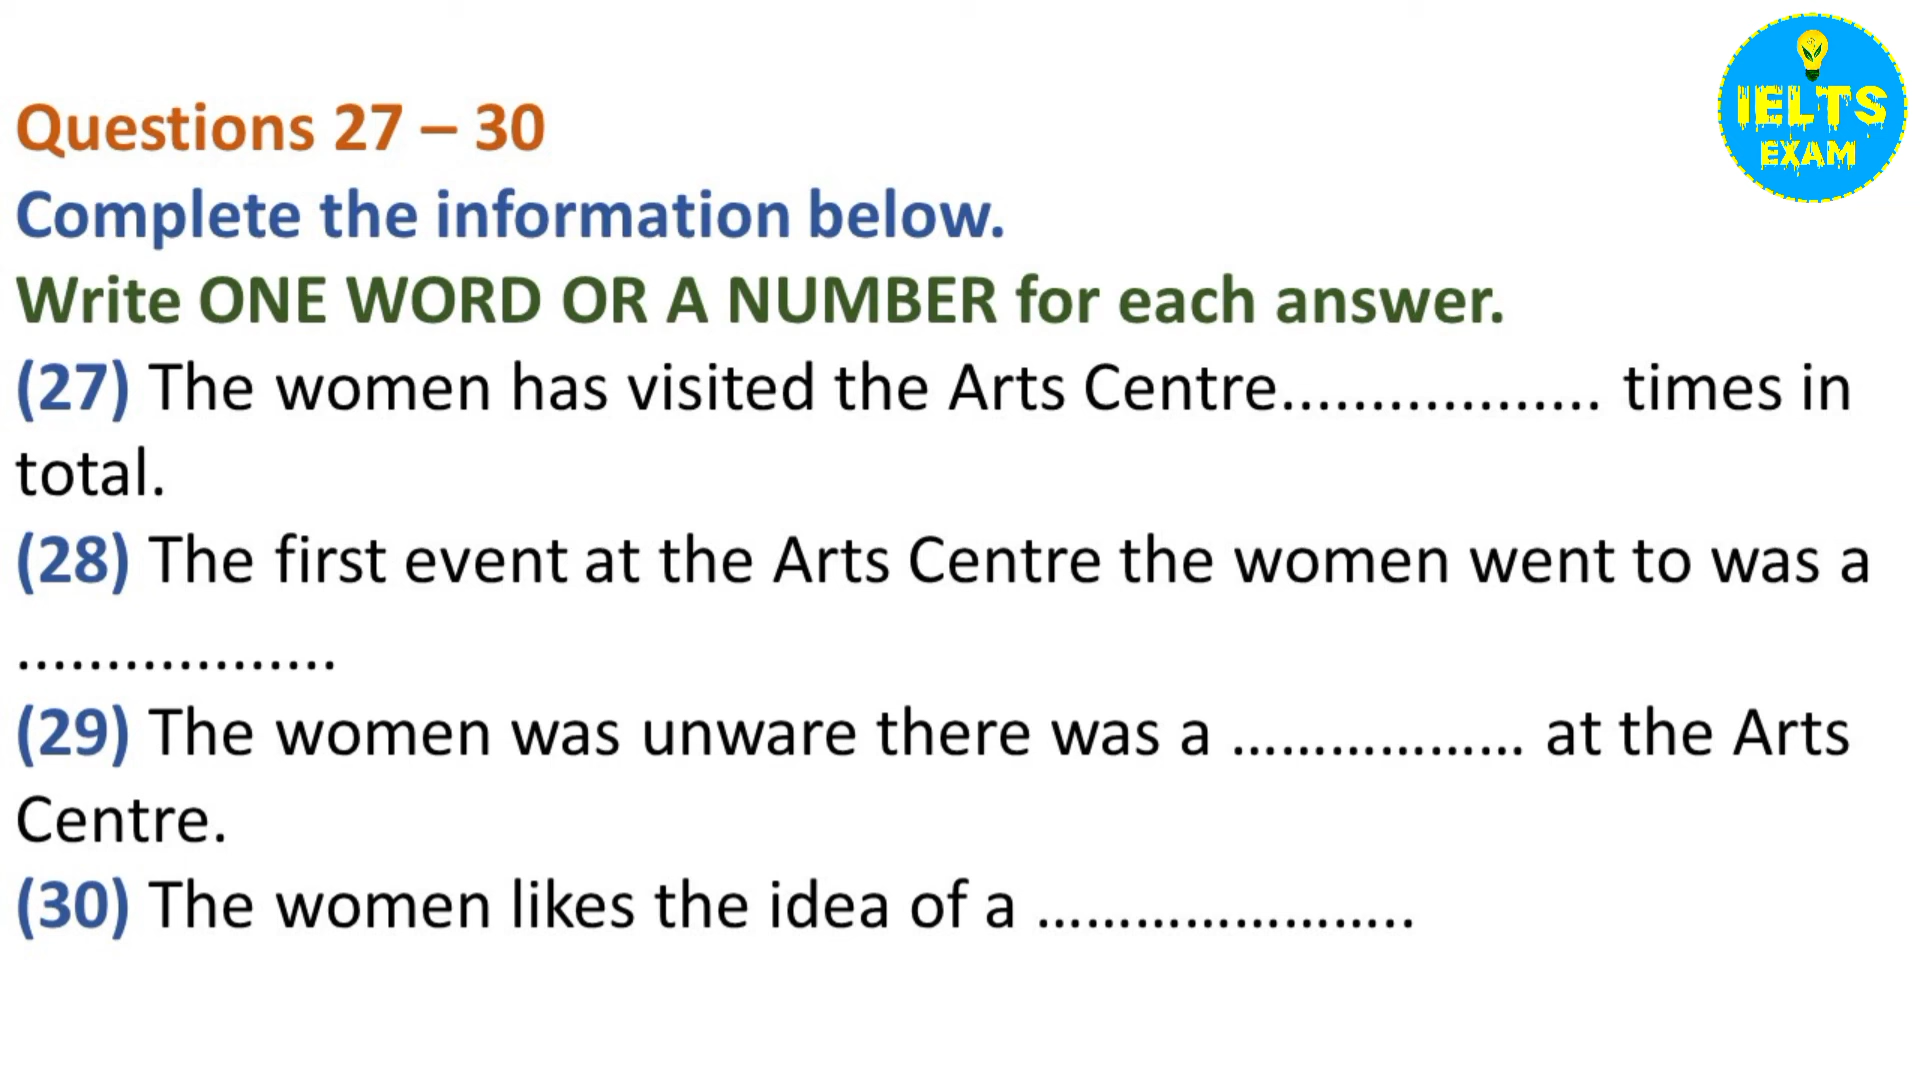 IELTS
EXAM
Questions 27 – 30
Complete the information below.
Write ONE WORD OR A NUMBER for each answer.
(27) The women has visited the Arts Centre.................. times in
total.
(28) The first event at the Arts Centre the women went to was a
..................
(29) The women was unware there was a .................. at the Arts
Centre.
(30) The women likes the idea of a ........................